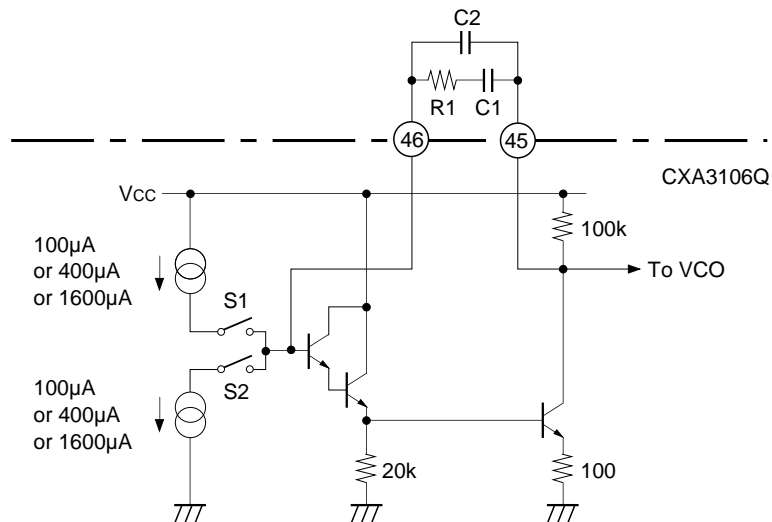 C2
R1
C1
46
45
CXA3106Q
VCC
100k
100µA
or 400µA
or 1600µA
To VCO
S1
S2
100µA
or 400µA
or 1600µA
20k
100